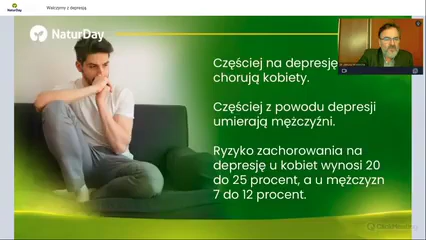 Walczymy z depresją
NaturDay
Częściej na depresję
chorują kobiety.
Częściej z powodu depresji
umierają mężczyźni.
Ryzyko zachorowania na
depresję u kobiet wynosi 20
do 25 procent, a u mężczyzn
7 do 12 procent.
ClickMeeting